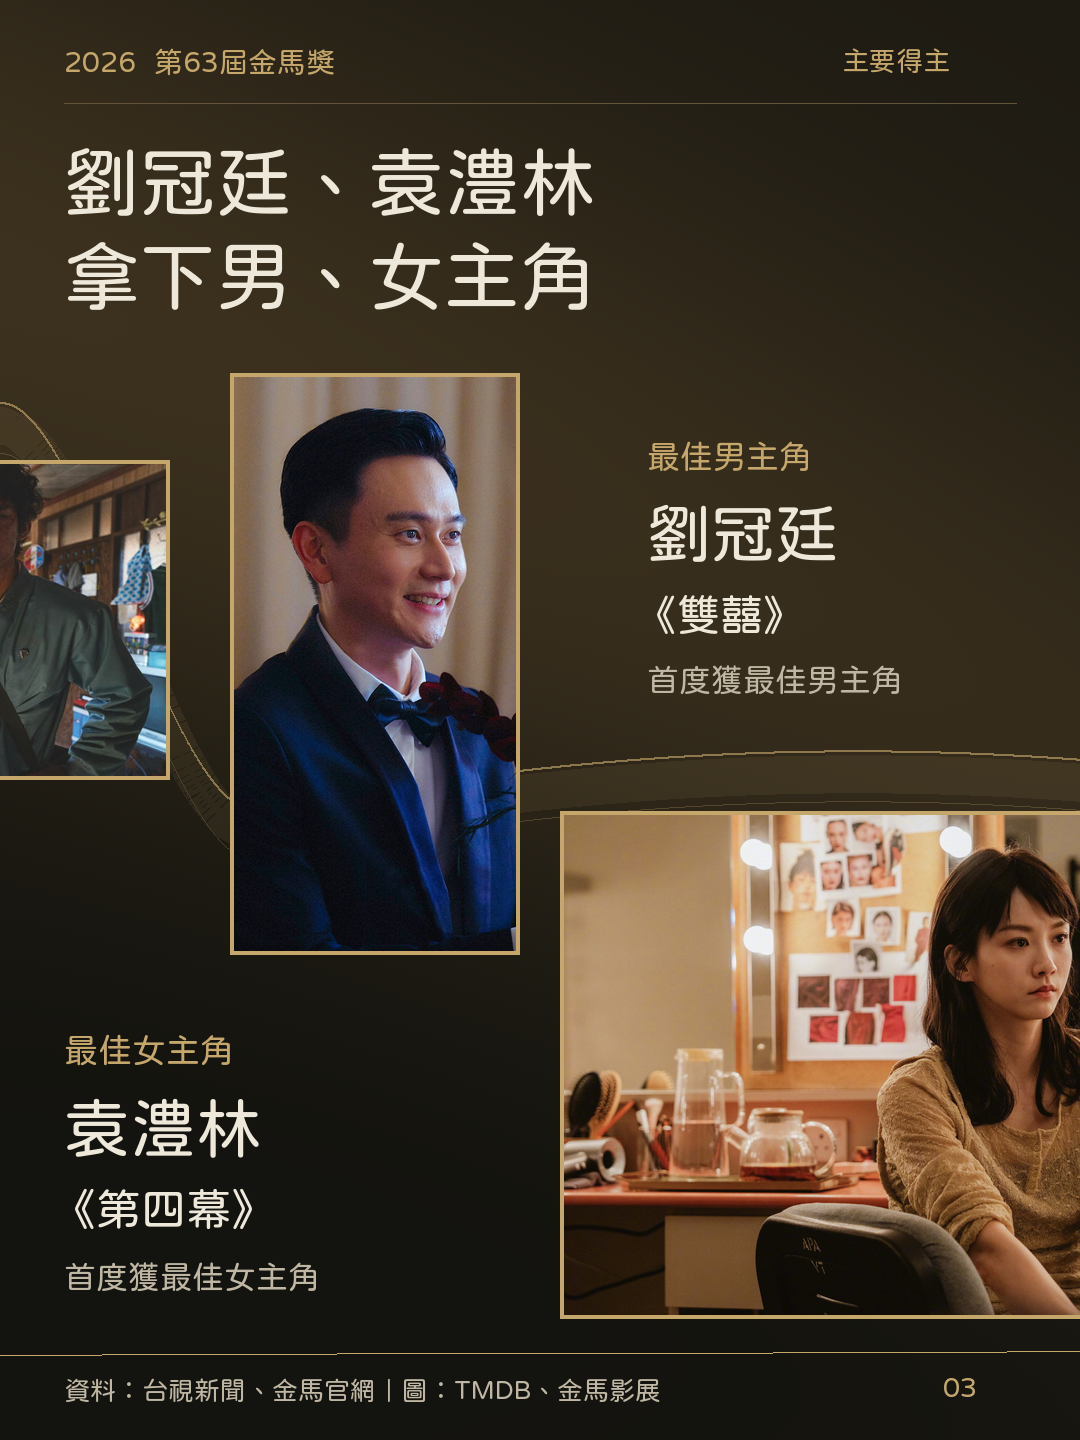 2026 第63屆金馬獎
主要得主
劉冠廷、袁澧林
拿下男、女主角
最佳男主角
劉冠廷
《雙囍》
首度獲最佳男主角
最佳女主角
袁澧林
《第四幕》
首度獲最佳女主角
資料：台視新聞、金馬官網｜圖：TMDB、金馬影展
03